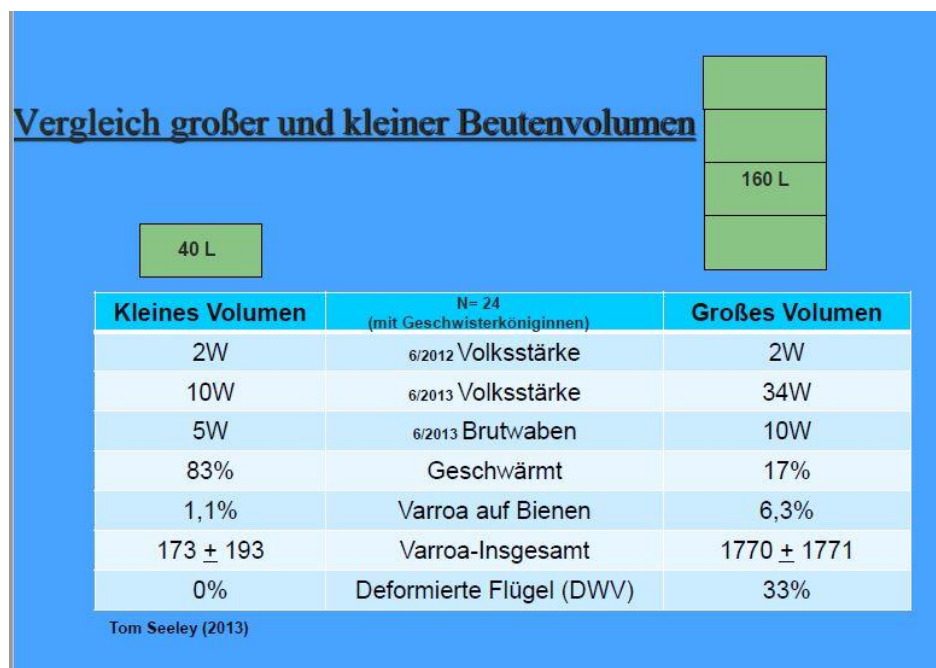 Vergleich großer und kleiner Beutenvolumen
160 L
40 L
Kleines Volumen N= 24 Großes Volumen
(mit Geschwisterköniginnen)
2W 6/2012 Volksstärke 2W
10W 6/2013 Volksstärke 34W
5W 6/2013 Brutwaben 10W
83% Geschwärmt 17%
1,1% Varroa auf Bienen 6,3%
173 ± 193 Varroa-Insgesamt 1770 ± 1771
0% Deformierte Flügel (DWV) 33%
Tom Seeley (2013)